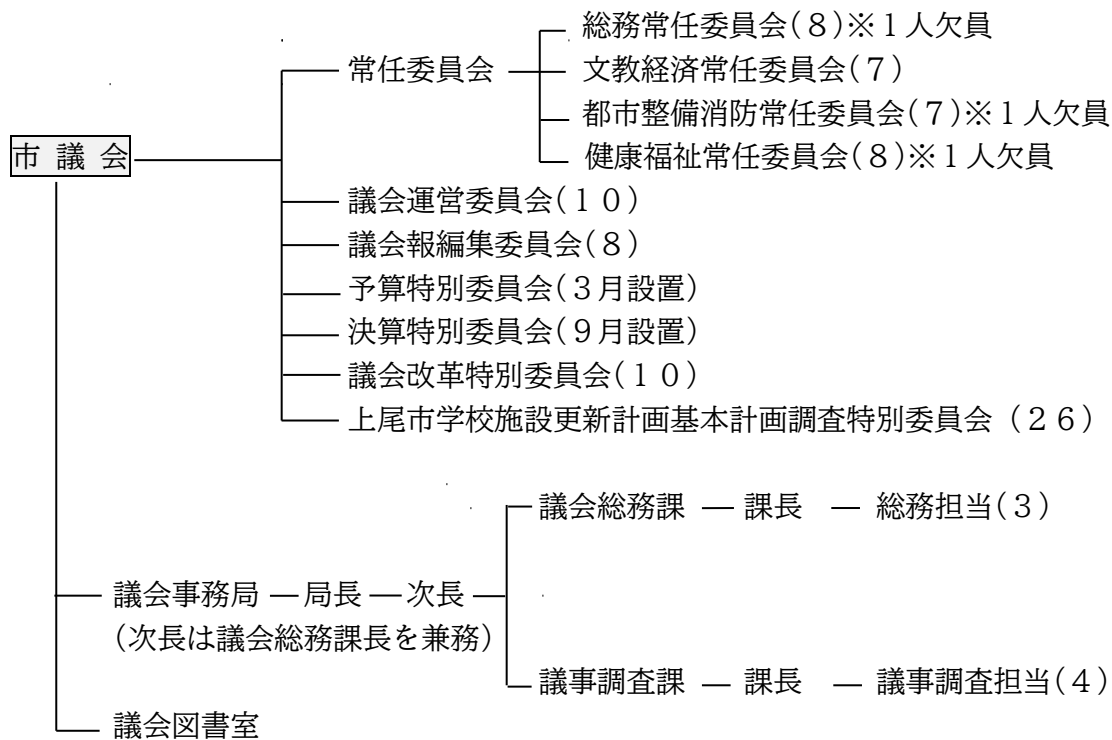 総務常任委員会(８)※１人欠員
常任委員会
文教経済常任委員会(７)
都市整備消防常任委員会(７)※１人欠員
市 議 会
健康福祉常任委員会(８)※１人欠員
議会運営委員会(１０)
議会報編集委員会(８)
予算特別委員会(３月設置)
決算特別委員会(９月設置)
議会改革特別委員会(１０)
上尾市学校施設更新計画基本計画調査特別委員会 (２６)
議会総務課 ― 課長 ― 総務担当(３)
議会事務局 ― 局長 ― 次長
(次長は議会総務課長を兼務)
議事調査課 ― 課長 ― 議事調査担当(４)
議会図書室